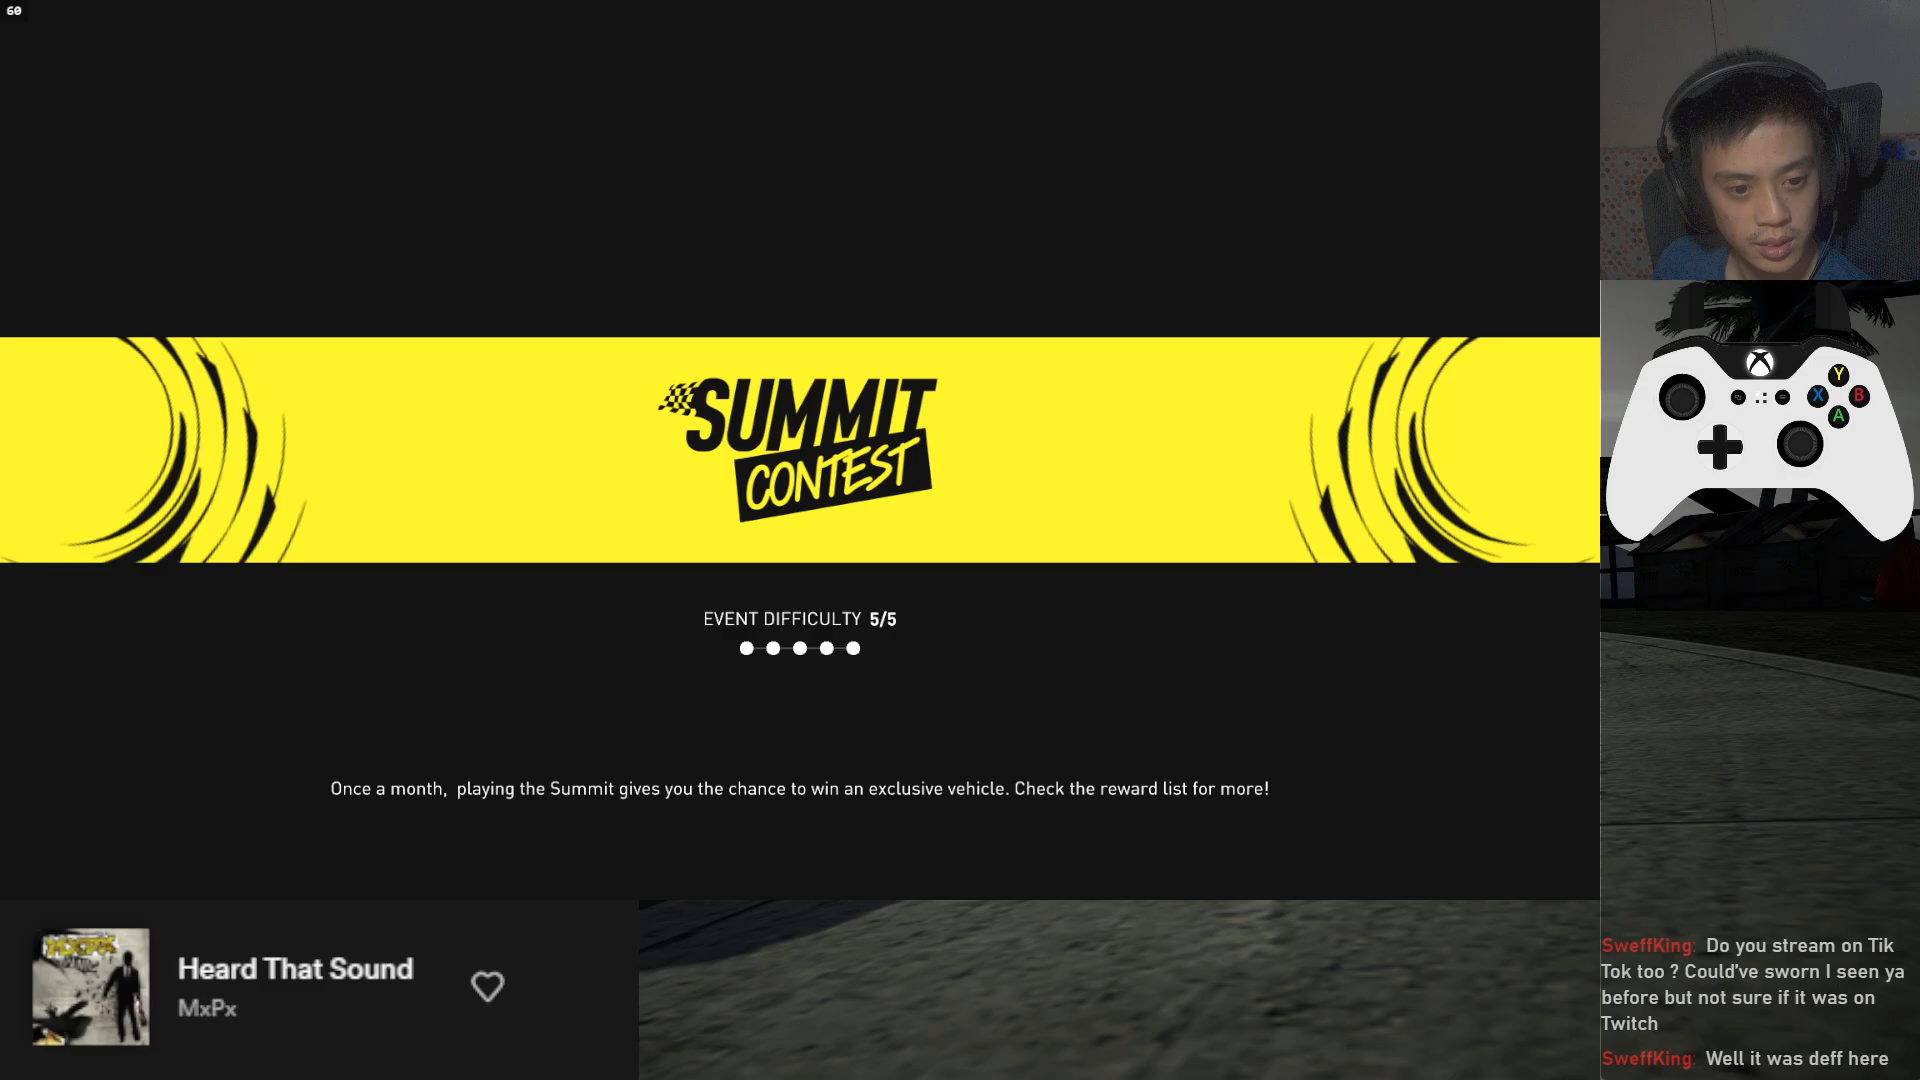 60
SUMMIT
CONTEST
EVENT DIFFICULTY 5/5
Once a month, playing the Summit gives you the chance to win an exclusive vehicle. Check the reward list for more!
MXPX
Heard That Sound
MxPx
Y
X B
A
SweffKing: Do you stream on Tik
Tok too ? Could've sworn I seen ya
before but not sure if it was on
Twitch
SweffKing: Well it was deff here